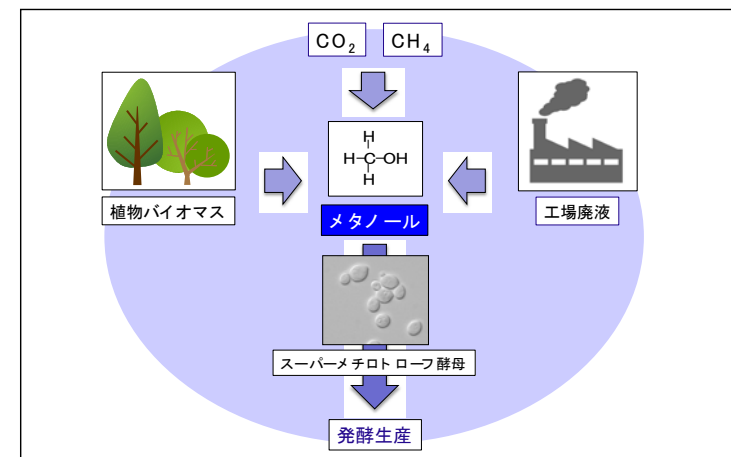 CO₂ CH₄
H
H-C-OH
H
植物バイオマス
メタノール
工場廃液
スーパーメチロトローフ酵母
発酵生産